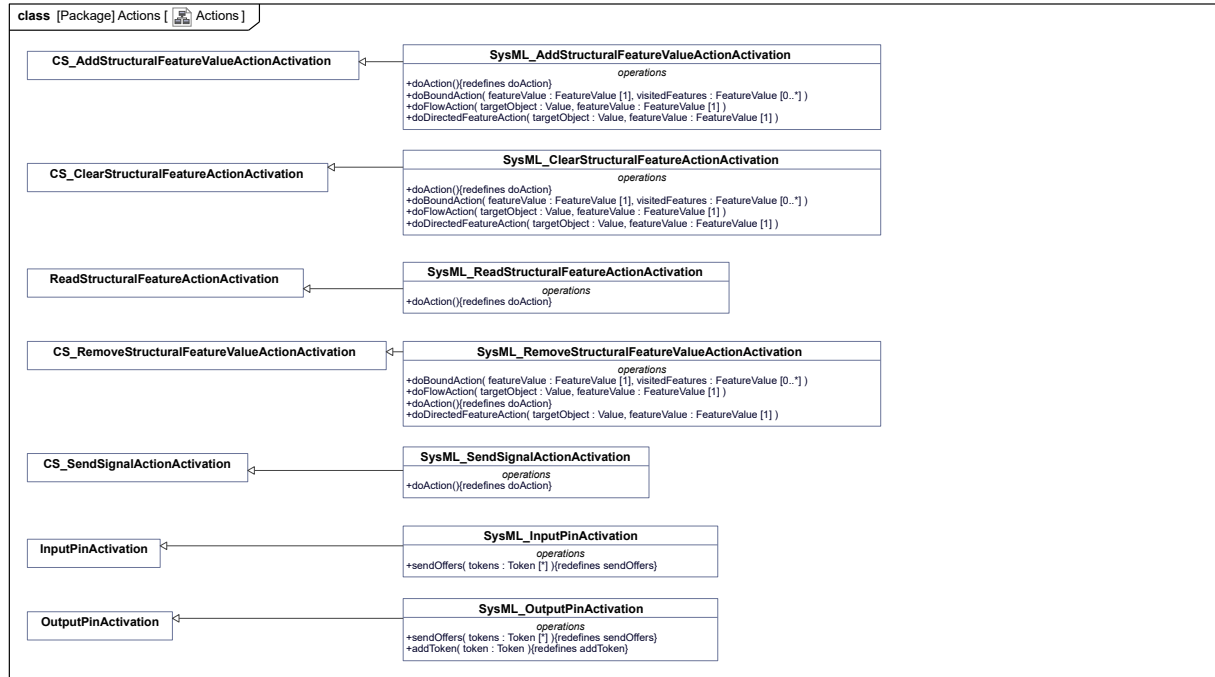 class [Package] Actions [ Actions ]
CS_AddStructuralFeatureValueActionActivation
SysML_AddStructuralFeatureValueActionActivation
operations
+doAction(){redefines doAction}
+doBoundAction( featureValue : FeatureValue [1], visitedFeatures : FeatureValue [0..*] )
+doFlowAction( targetObject : Value, featureValue : FeatureValue [1] )
+doDirectedFeatureAction( targetObject : Value, featureValue : FeatureValue [1] )
CS_ClearStructuralFeatureActionActivation
SysML_ClearStructuralFeatureActionActivation
operations
+doAction(){redefines doAction}
+doBoundAction( featureValue : FeatureValue [1], visitedFeatures : FeatureValue [0..*] )
+doFlowAction( targetObject : Value, featureValue : FeatureValue [1] )
+doDirectedFeatureAction( targetObject : Value, featureValue : FeatureValue [1] )
ReadStructuralFeatureActionActivation
SysML_ReadStructuralFeatureActionActivation
operations
+doAction(){redefines doAction}
CS_RemoveStructuralFeatureValueActionActivation
SysML_RemoveStructuralFeatureValueActionActivation
operations
+doBoundAction( featureValue : FeatureValue [1], visitedFeatures : FeatureValue [0..*] )
+doFlowAction( targetObject : Value, featureValue : FeatureValue [1] )
+doAction(){redefines doAction}
+doDirectedFeatureAction( targetObject : Value, featureValue : FeatureValue [1] )
CS_SendSignalActionActivation
SysML_SendSignalActionActivation
operations
+doAction(){redefines doAction}
InputPinActivation
SysML_InputPinActivation
operations
+sendOffers( tokens : Token [*] ){redefines sendOffers}
OutputPinActivation
SysML_OutputPinActivation
operations
+sendOffers( tokens : Token [*] ){redefines sendOffers}
+addToken( token : Token ){redefines addToken}